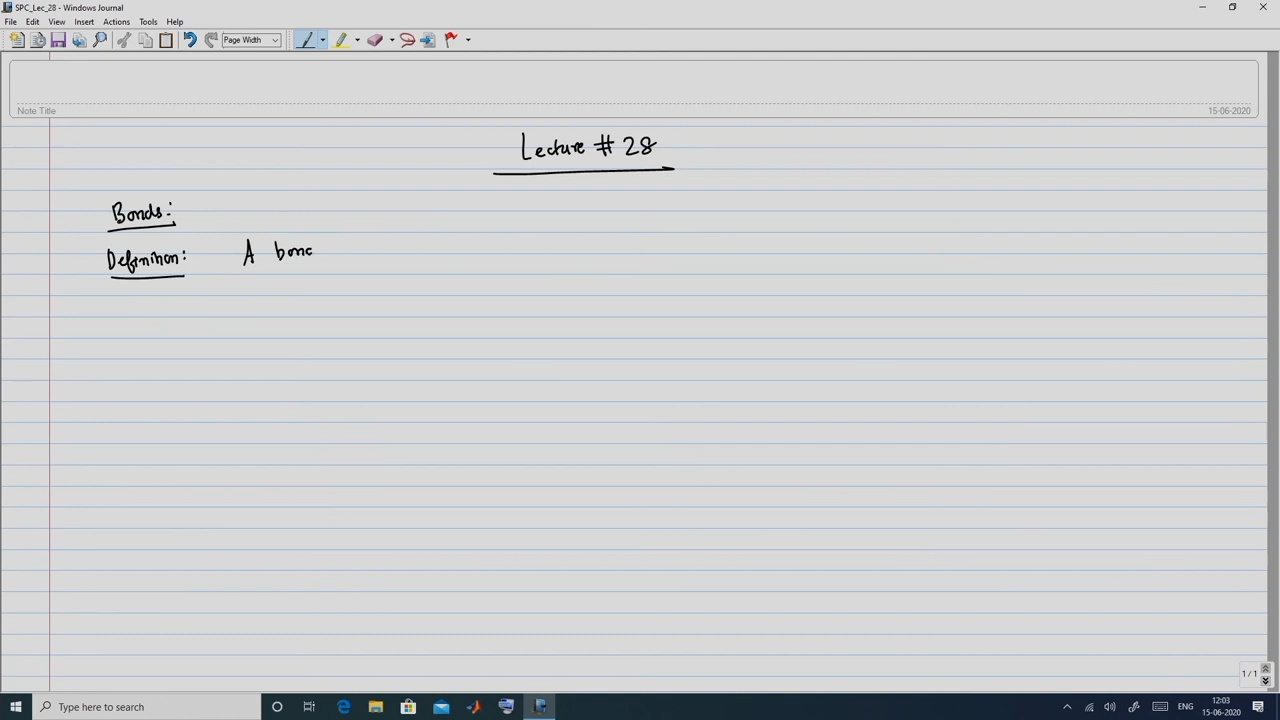 SPC_Lec_28 - Windows Journal
File Edit View Insert Actions Tools Help
Page Width
Note Title
15-06-2020
Lecture # 28
Bonds:
Definition: A bond
1/1
Type here to search
ENG
12:03
15-06-2020